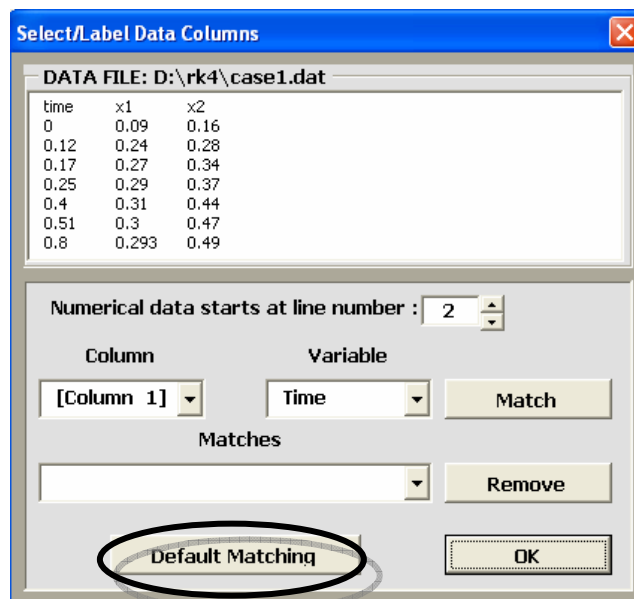 Select/Label Data Columns
DATA FILE: D:\rk4\case1.dat
time x1 x2
0 0.09 0.16
0.12 0.24 0.28
0.17 0.27 0.34
0.25 0.29 0.37
0.4 0.31 0.44
0.51 0.3 0.47
0.8 0.293 0.49
Numerical data starts at line number : 2
Column Variable
[Column 1] Time Match
Matches
Remove
Default Matching OK